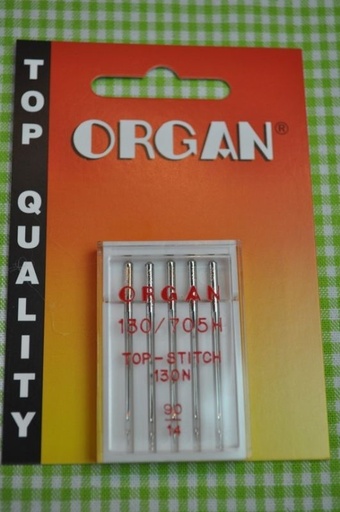 TOP QUALITY
ORGAN®
ORGAN
130/705H
TOP-STITCH
130N
90
14